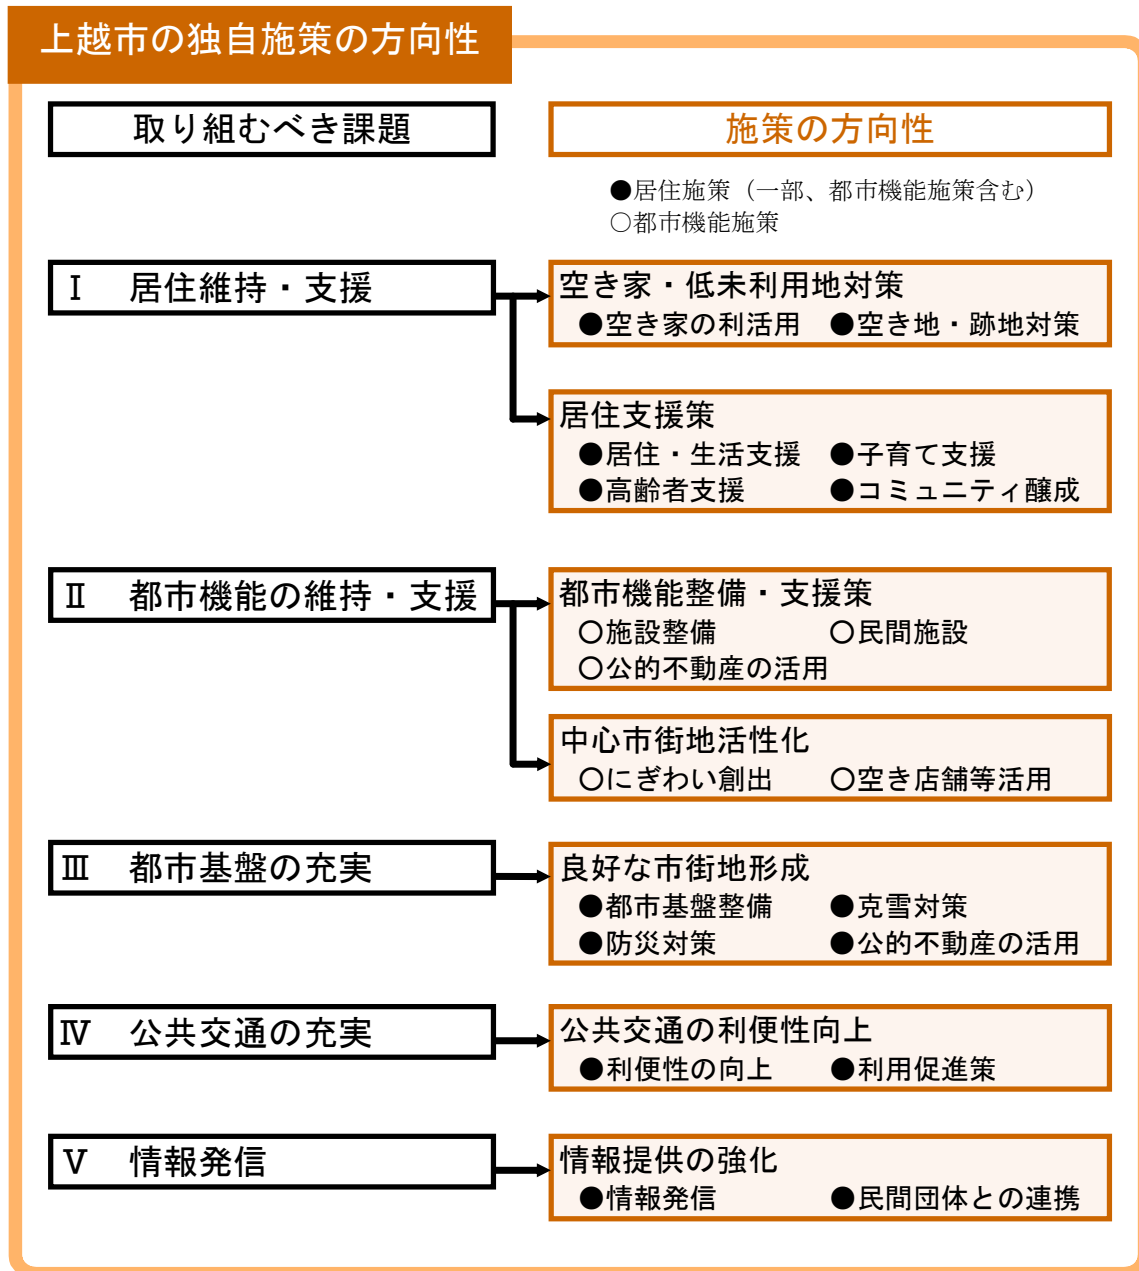 上越市の独自施策の方向性
取り組むべき課題
施策の方向性
●居住施策（一部、都市機能施策含む）
○都市機能施策
Ⅰ 居住維持・支援
空き家・低未利用地対策
●空き家の利活用 ●空き地・跡地対策
居住支援策
●居住・生活支援 ●子育て支援
●高齢者支援 ●コミュニティ醸成
Ⅱ 都市機能の維持・支援
都市機能整備・支援策
○施設整備 ○民間施設
○公的不動産の活用
中心市街地活性化
○にぎわい創出 ○空き店舗等活用
Ⅲ 都市基盤の充実
良好な市街地形成
●都市基盤整備 ●克雪対策
●防災対策 ●公的不動産の活用
Ⅳ 公共交通の充実
公共交通の利便性向上
●利便性の向上 ●利用促進策
Ⅴ 情報発信
情報提供の強化
●情報発信 ●民間団体との連携